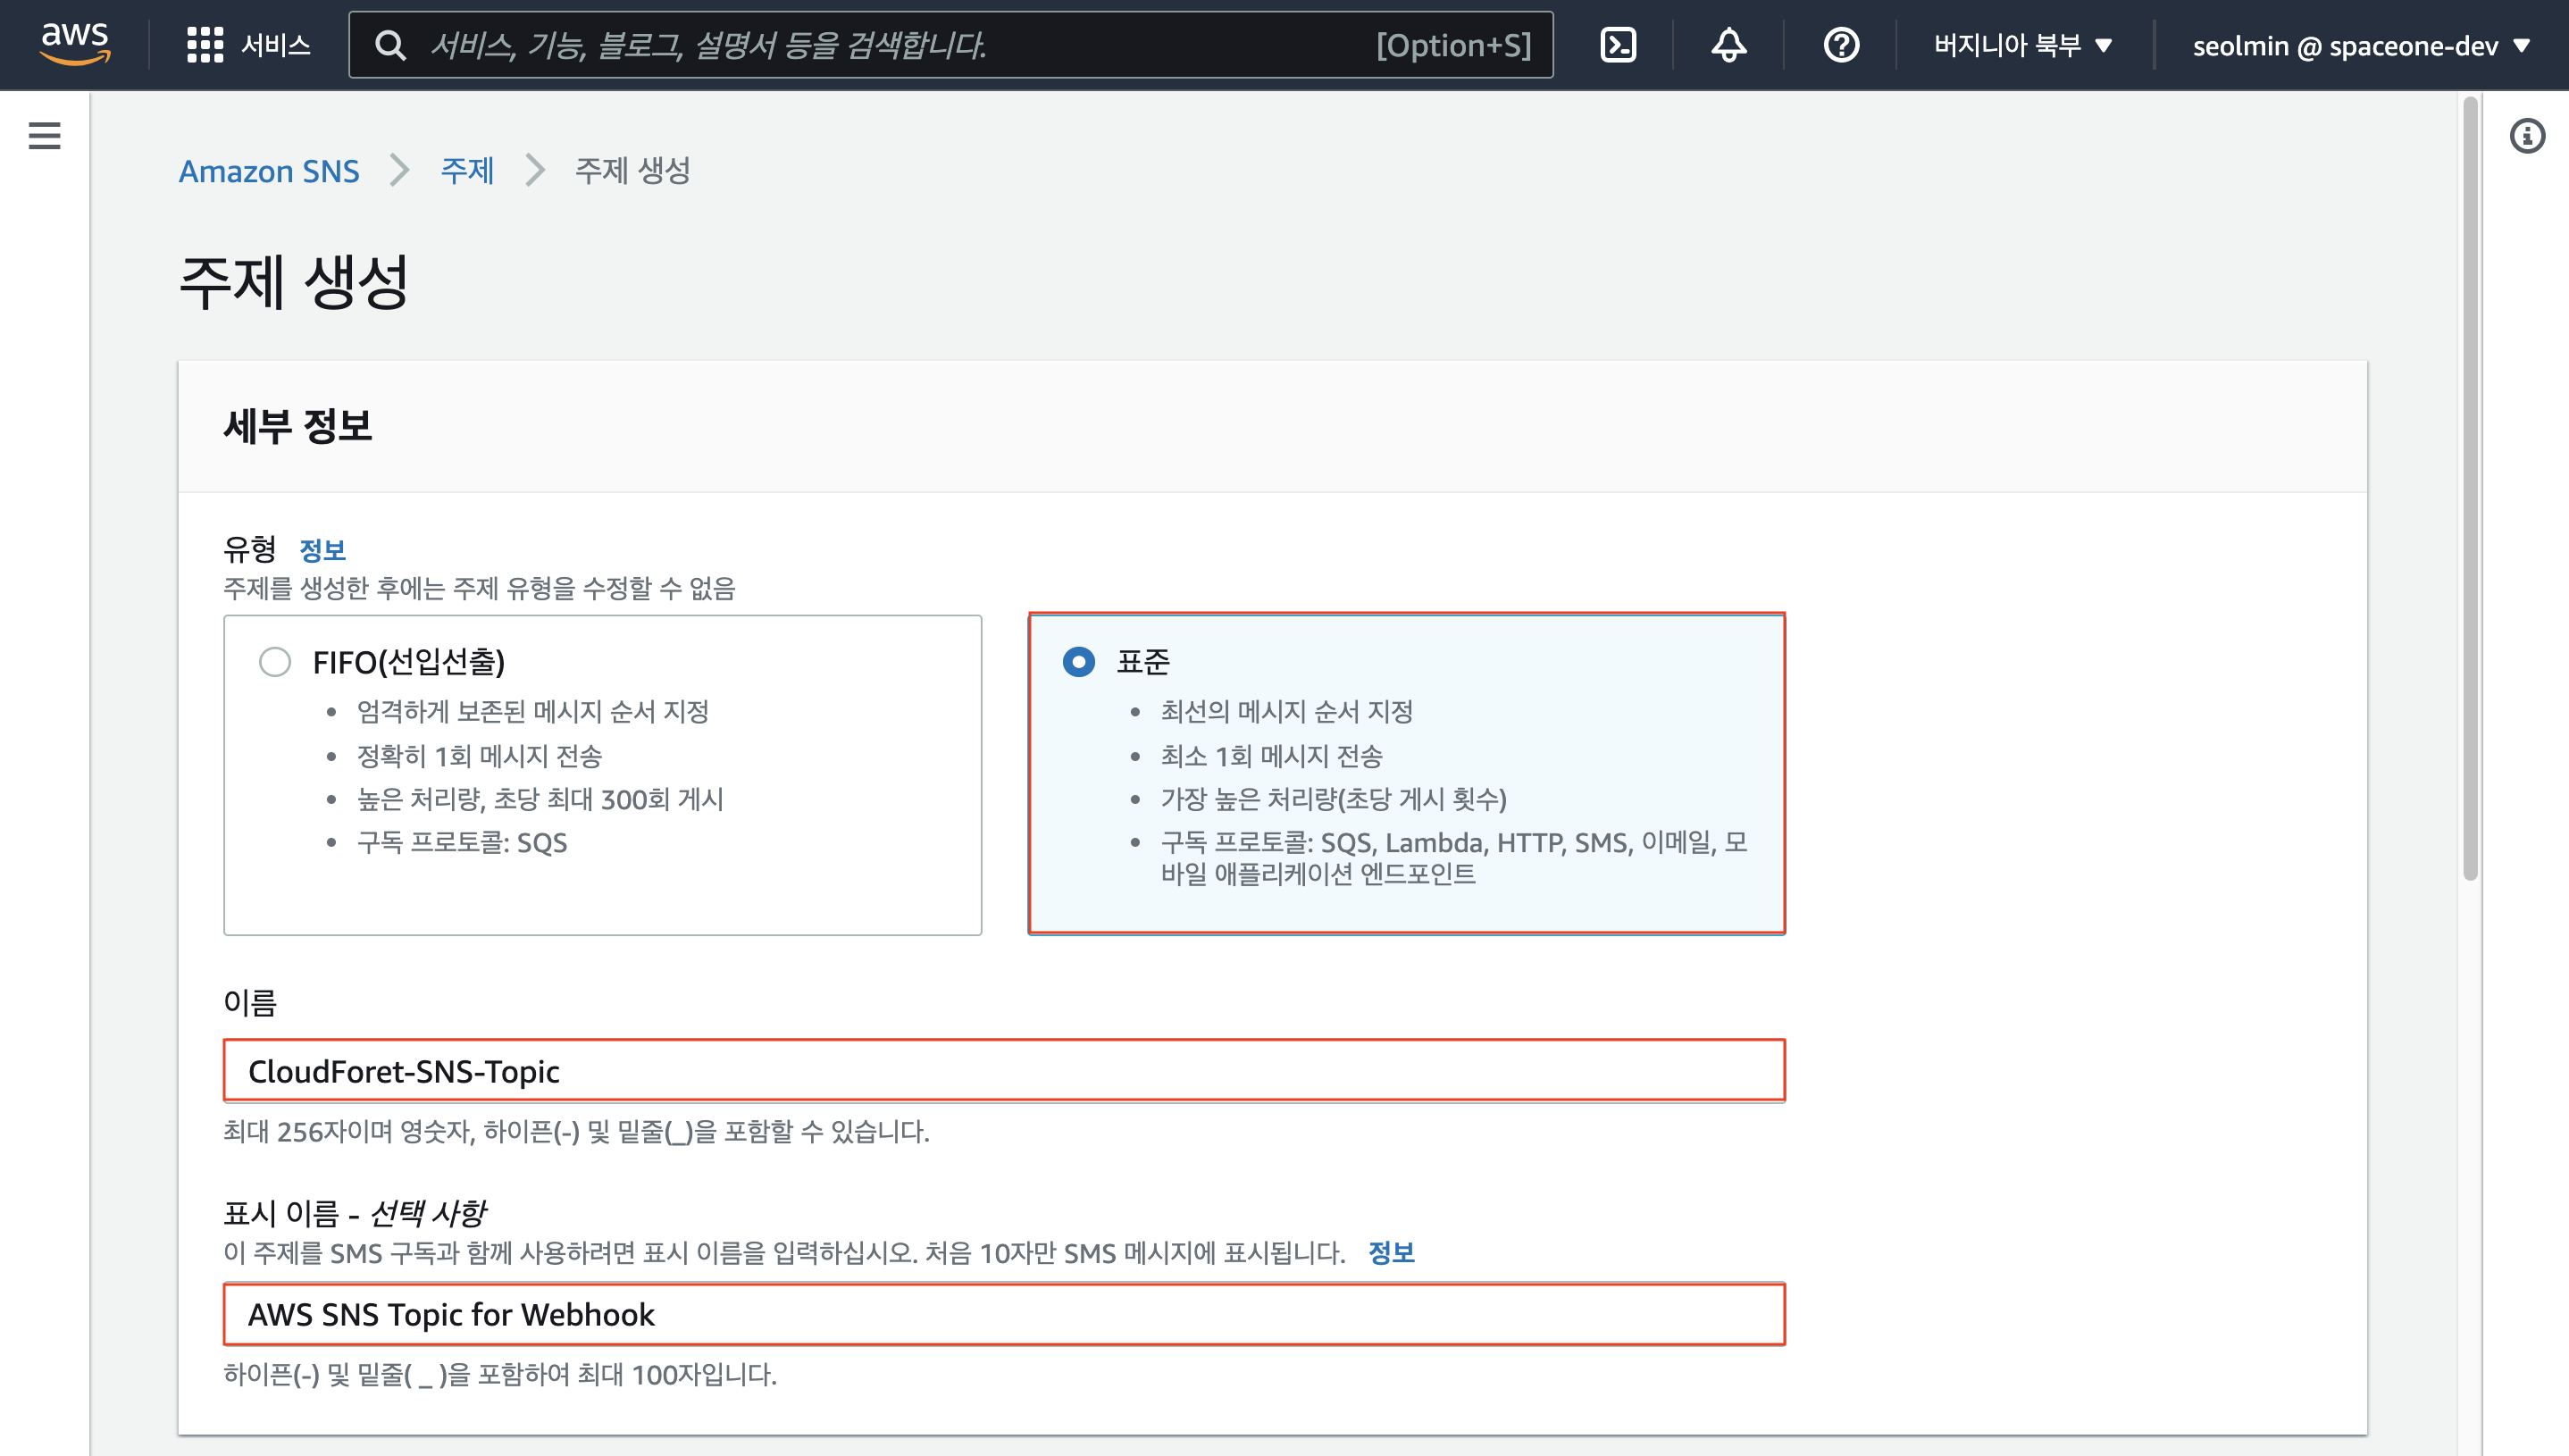 aws
서비스
서비스, 기능, 블로그, 설명서 등을 검색합니다.
[Option+S]
버지니아 북부 ▼
seolmin @ spaceone-dev ▼
Amazon SNS > 주제 > 주제 생성
주제 생성
세부 정보
유형 정보
주제를 생성한 후에는 주제 유형을 수정할 수 없음
FIFO(선입선출)
• 엄격하게 보존된 메시지 순서 지정
• 정확히 1회 메시지 전송
• 높은 처리량, 초당 최대 300회 게시
• 구독 프로토콜: SQS
표준
• 최선의 메시지 순서 지정
• 최소 1회 메시지 전송
• 가장 높은 처리량(초당 게시 횟수)
• 구독 프로토콜: SQS, Lambda, HTTP, SMS, 이메일, 모
바일 애플리케이션 엔드포인트
이름
CloudForet-SNS-Topic
최대 256자이며 영숫자, 하이픈(-) 및 밑줄(_)을 포함할 수 있습니다.
표시 이름 - 선택 사항
이 주제를 SMS 구독과 함께 사용하려면 표시 이름을 입력하십시오. 처음 10자만 SMS 메시지에 표시됩니다. 정보
AWS SNS Topic for Webhook
하이픈(-) 및 밑줄( _ )을 포함하여 최대 100자입니다.